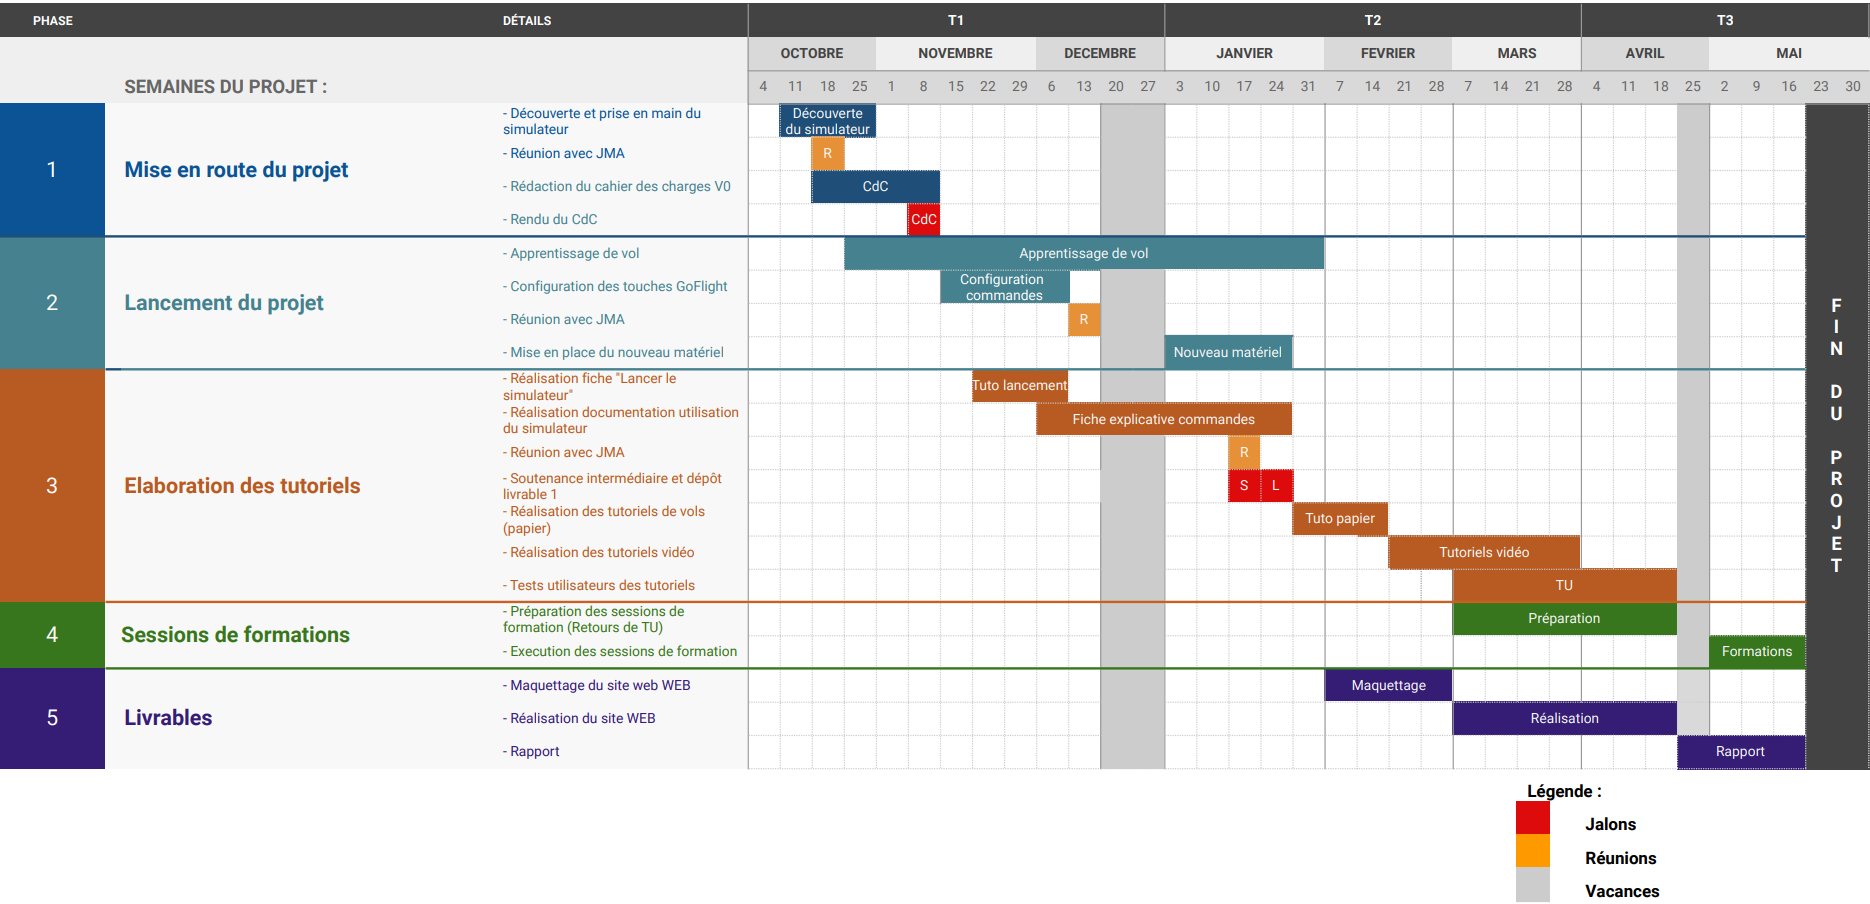 PHASE DÉTAILS T1 T2 T3
OCTOBRE NOVEMBRE DECEMBRE JANVIER FEVRIER MARS AVRIL MAI
SEMAINES DU PROJET : 4 11 18 25 1 8 15 22 29 6 13 20 27 3 10 17 24 31 7 14 21 28 7 14 21 28 4 11 18 25 2 9 16 23 30
1
Mise en route du projet
- Découverte et prise en main du
simulateur
Découverte
du simulateur
- Réunion avec JMA R
- Rédaction du cahier des charges V0 CdC
- Rendu du CdC CdC
2
Lancement du projet
- Apprentissage de vol Apprentissage de vol
- Configuration des touches GoFlight
Configuration
commandes
- Réunion avec JMA R
- Mise en place du nouveau matériel Nouveau matériel
3
Elaboration des tutoriels
- Réalisation fiche "Lancer le
simulateur"
Tuto lancement
- Réalisation documentation utilisation
du simulateur
Fiche explicative commandes
- Réunion avec JMA R
- Soutenance intermédiaire et dépôt
livrable 1
S L
- Réalisation des tutoriels de vols
(papier)
Tuto papier
- Réalisation des tutoriels vidéo Tutoriels vidéo
- Tests utilisateurs des tutoriels TU
4
Sessions de formations
- Préparation des sessions de
formation (Retours de TU)
Préparation
- Execution des sessions de formation Formations
5
Livrables
- Maquettage du site web WEB Maquettage
- Réalisation du site WEB Réalisation
- Rapport Rapport
FIN DU PROJET
Légende :
Jalons
Réunions
Vacances